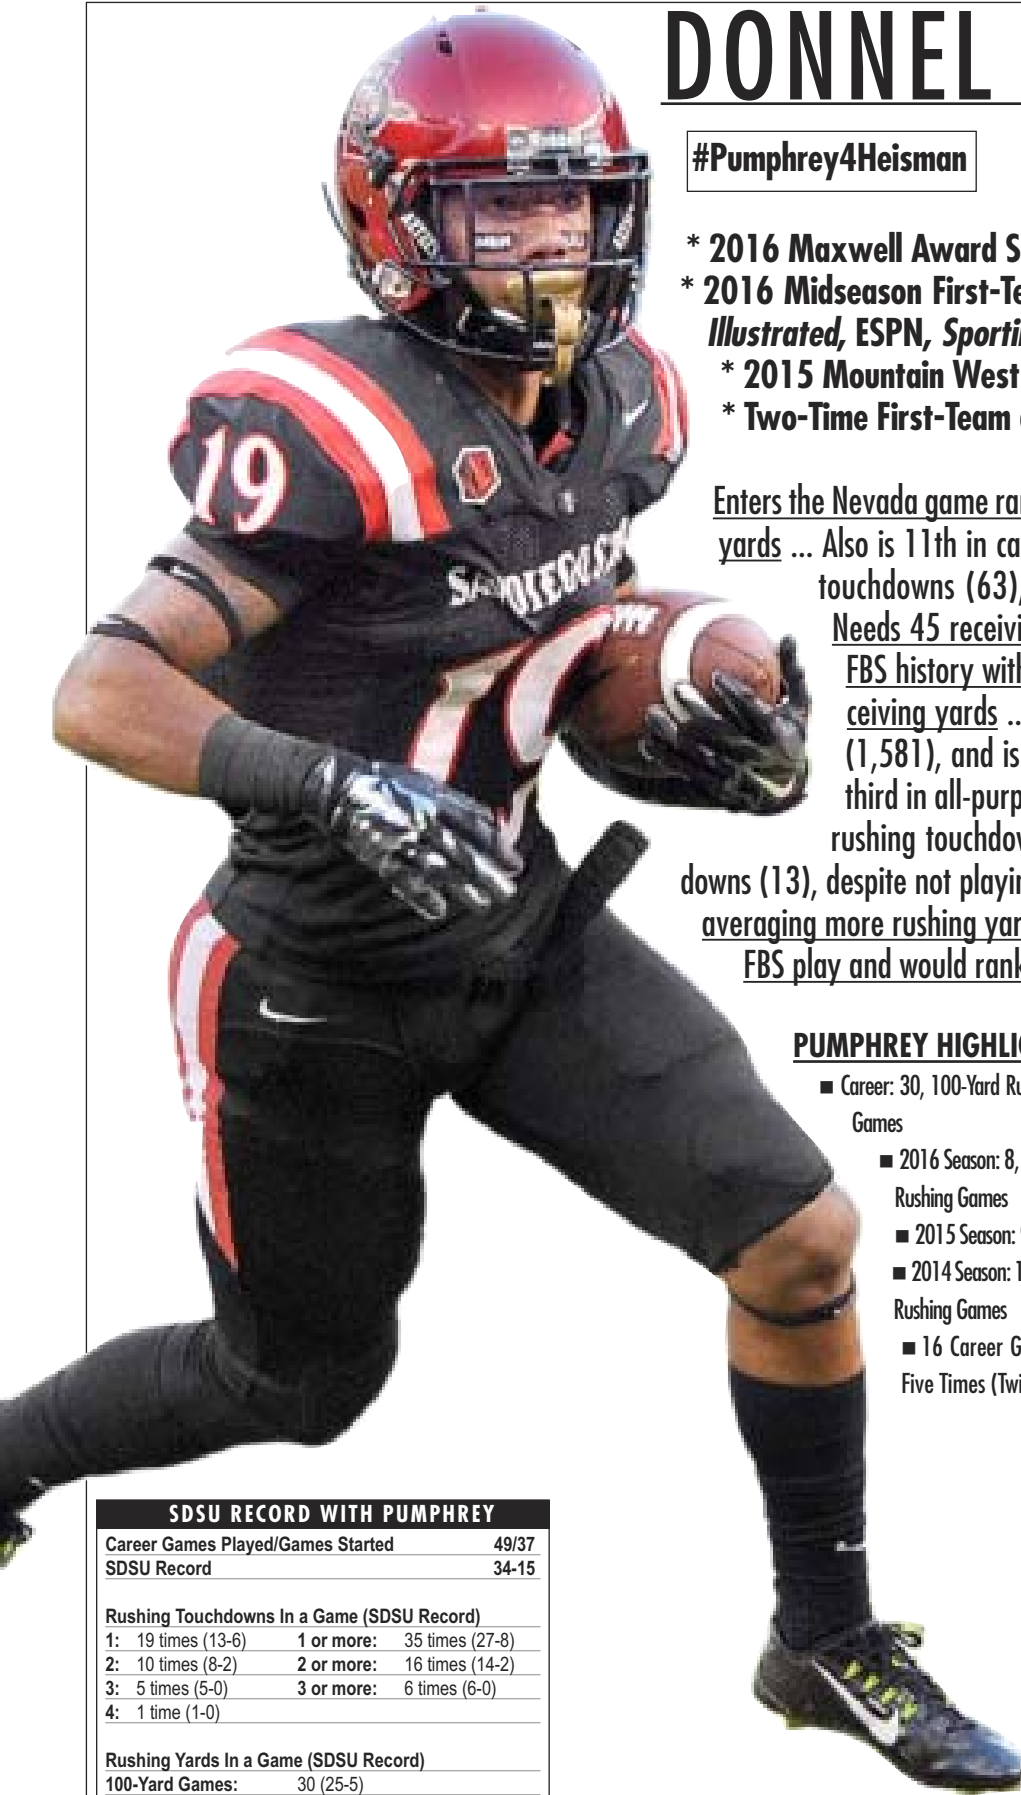 DONNEL
#Pumphrey4Heisman
* 2016 Maxwell Award S
* 2016 Midseason First-Te
Illustrated, ESPN, Sporti
* 2015 Mountain West
* Two-Time First-Team
19
SAN DIEGO ST
19
Enters the Nevada game ra
yards ... Also is 11th in ca
touchdowns (63),
Needs 45 receivi
FBS history with
ceiving yards ..
(1,581), and is
third in all-purp
rushing touchdov
downs (13), despite not playin
averaging more rushing yar
FBS play and would rank
PUMPHREY HIGHLI
■ Career: 30, 100-Yard Ru
Games
■ 2016 Season: 8,
Rushing Games
■ 2015 Season:
■ 2014 Season: 1
Rushing Games
■ 16 Career G
Five Times (Twi
SDSU RECORD WITH PUMPHREY
Career Games Played/Games Started 49/37
SDSU Record 34-15
Rushing Touchdowns In a Game (SDSU Record)
1: 19 times (13-6) 1 or more: 35 times (27-8)
2: 10 times (8-2) 2 or more: 16 times (14-2)
3: 5 times (5-0) 3 or more: 6 times (6-0)
4: 1 time (1-0)
Rushing Yards In a Game (SDSU Record)
100-Yard Games: 30 (25-5)